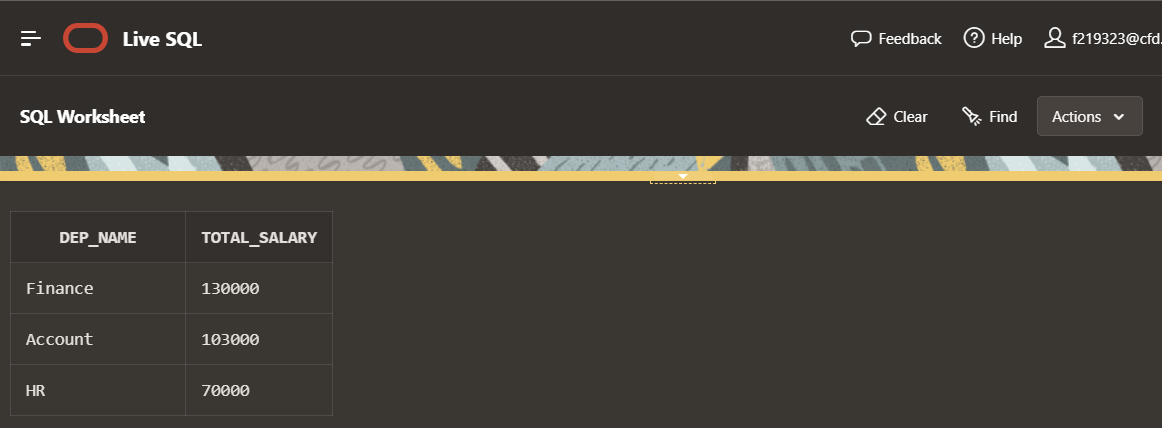 Live SQL Feedback Help f219323@cfd.
SQL Worksheet Clear Find Actions
DEP_NAME TOTAL_SALARY
Finance 130000
Account 103000
HR 70000